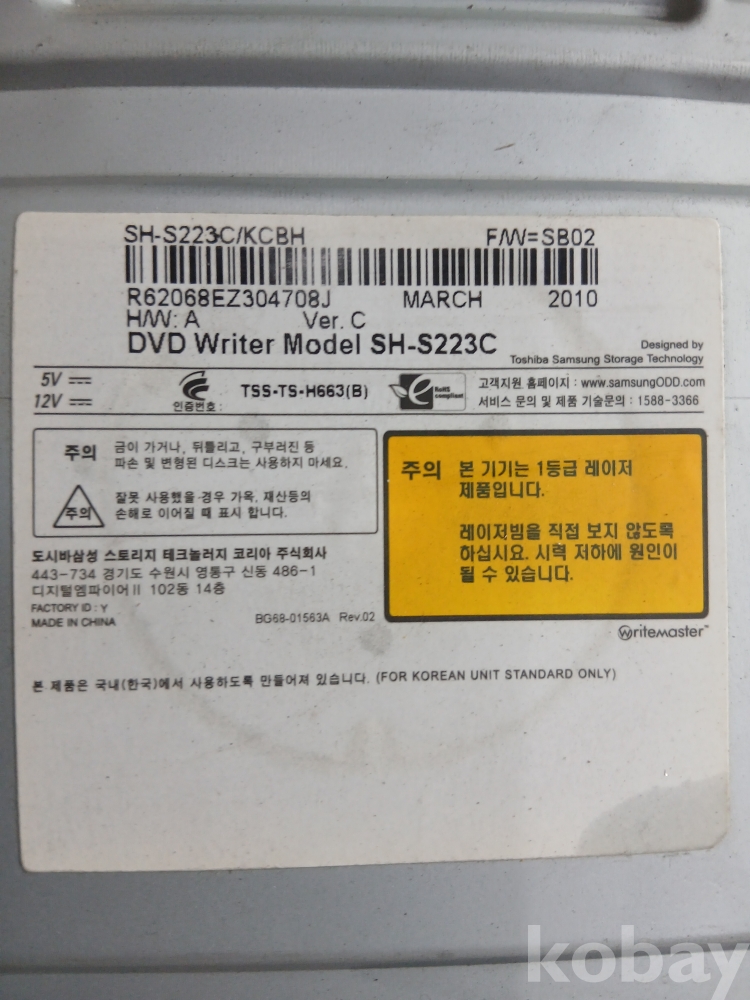 SH-S223C/KCBH F/W=SB02
R62068EZ304708J MARCH 2010
H/W: A Ver. C
DVD Writer Model SH-S223C
Designed by
Toshiba Samsung Storage Technology
5V
12V
인증번호 :
TSS-TS-H663(B)
e RoHS
compliant
고객지원 홈페이지 : www.samsungODD.com
서비스 문의 및 제품 기술문의 : 1588-3366
주의
금이 가거나, 뒤틀리고, 구부러진 등
파손 및 변형된 디스크는 사용하지 마세요.
주의
잘못 사용했을 경우 가옥, 재산등의
손해로 이어질 때 표시 합니다.
주의
본 기기는 1등급 레이저
제품입니다.
레이저빔을 직접 보지 않도록
하십시요. 시력 저하에 원인이
될 수 있습니다.
도시바삼성 스토리지 테크놀러지 코리아 주식회사
443-734 경기도 수원시 영통구 신동 486-1
디지털엠파이어II 102동 14층
FACTORY ID : Y
MADE IN CHINA
BG68-01563A Rev.02
Writemaster™
본 제품은 국내(한국)에서 사용하도록 만들어져 있습니다. (FOR KOREAN UNIT STANDARD ONLY)
kobay